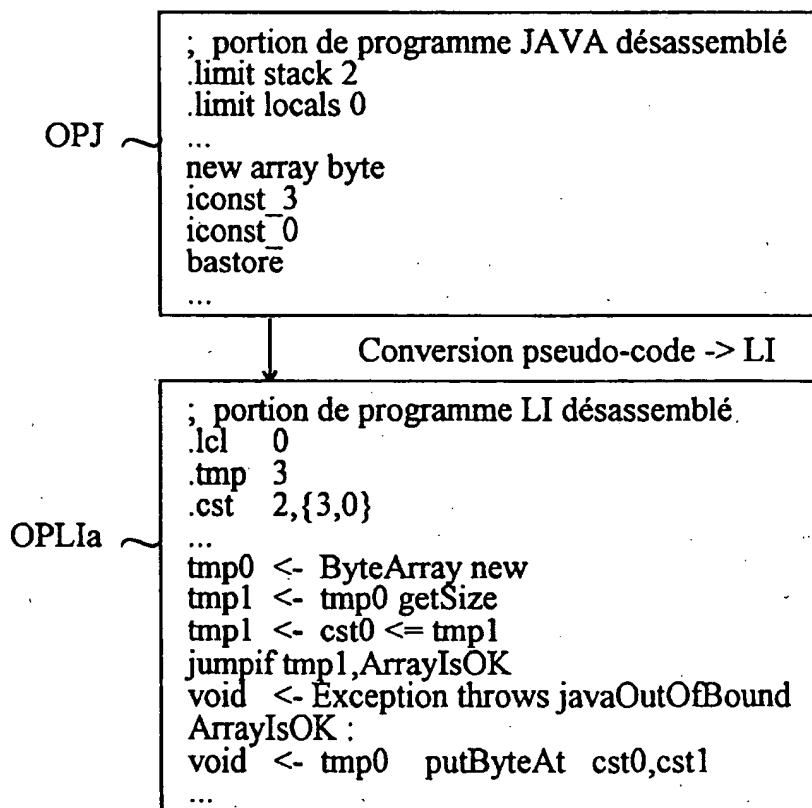 ; portion de programme JAVA désassemblé
.limit stack 2
.limit locals 0
OPJ
...
new array byte
iconst_3
iconst_0
bastore
...
Conversion pseudo-code -> LI
; portion de programme LI désassemblé
.lcl 0
.tmp 3
.cst 2,{3,0}
OPLIa
...
tmp0 <- ByteArray new
tmp1 <- tmp0 getSize
tmp1 <- cst0 <= tmp1
jumpif tmp1,ArrayIsOK
void <- Exception throws javaOutOfBound
ArrayIsOK :
void <- tmp0 putByteAt cst0,cst1
...